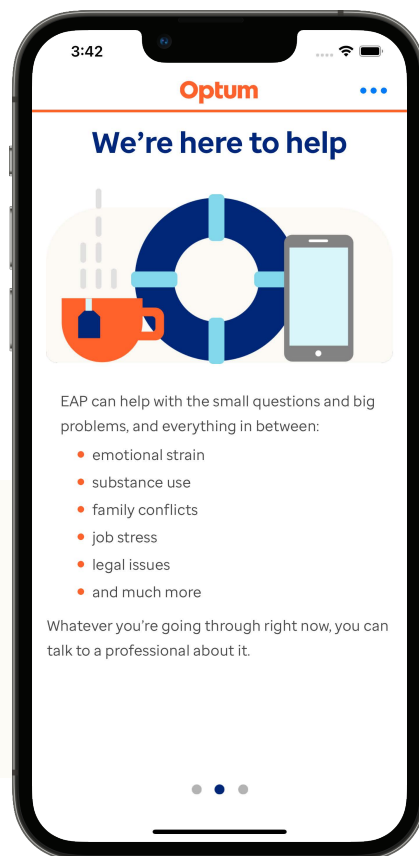 3:42
Optum
We're here to help
EAP can help with the small questions and big
problems, and everything in between:
emotional strain
substance use
family conflicts
job stress
legal issues
and much more
Whatever you're going through right now, you can
talk to a professional about it.